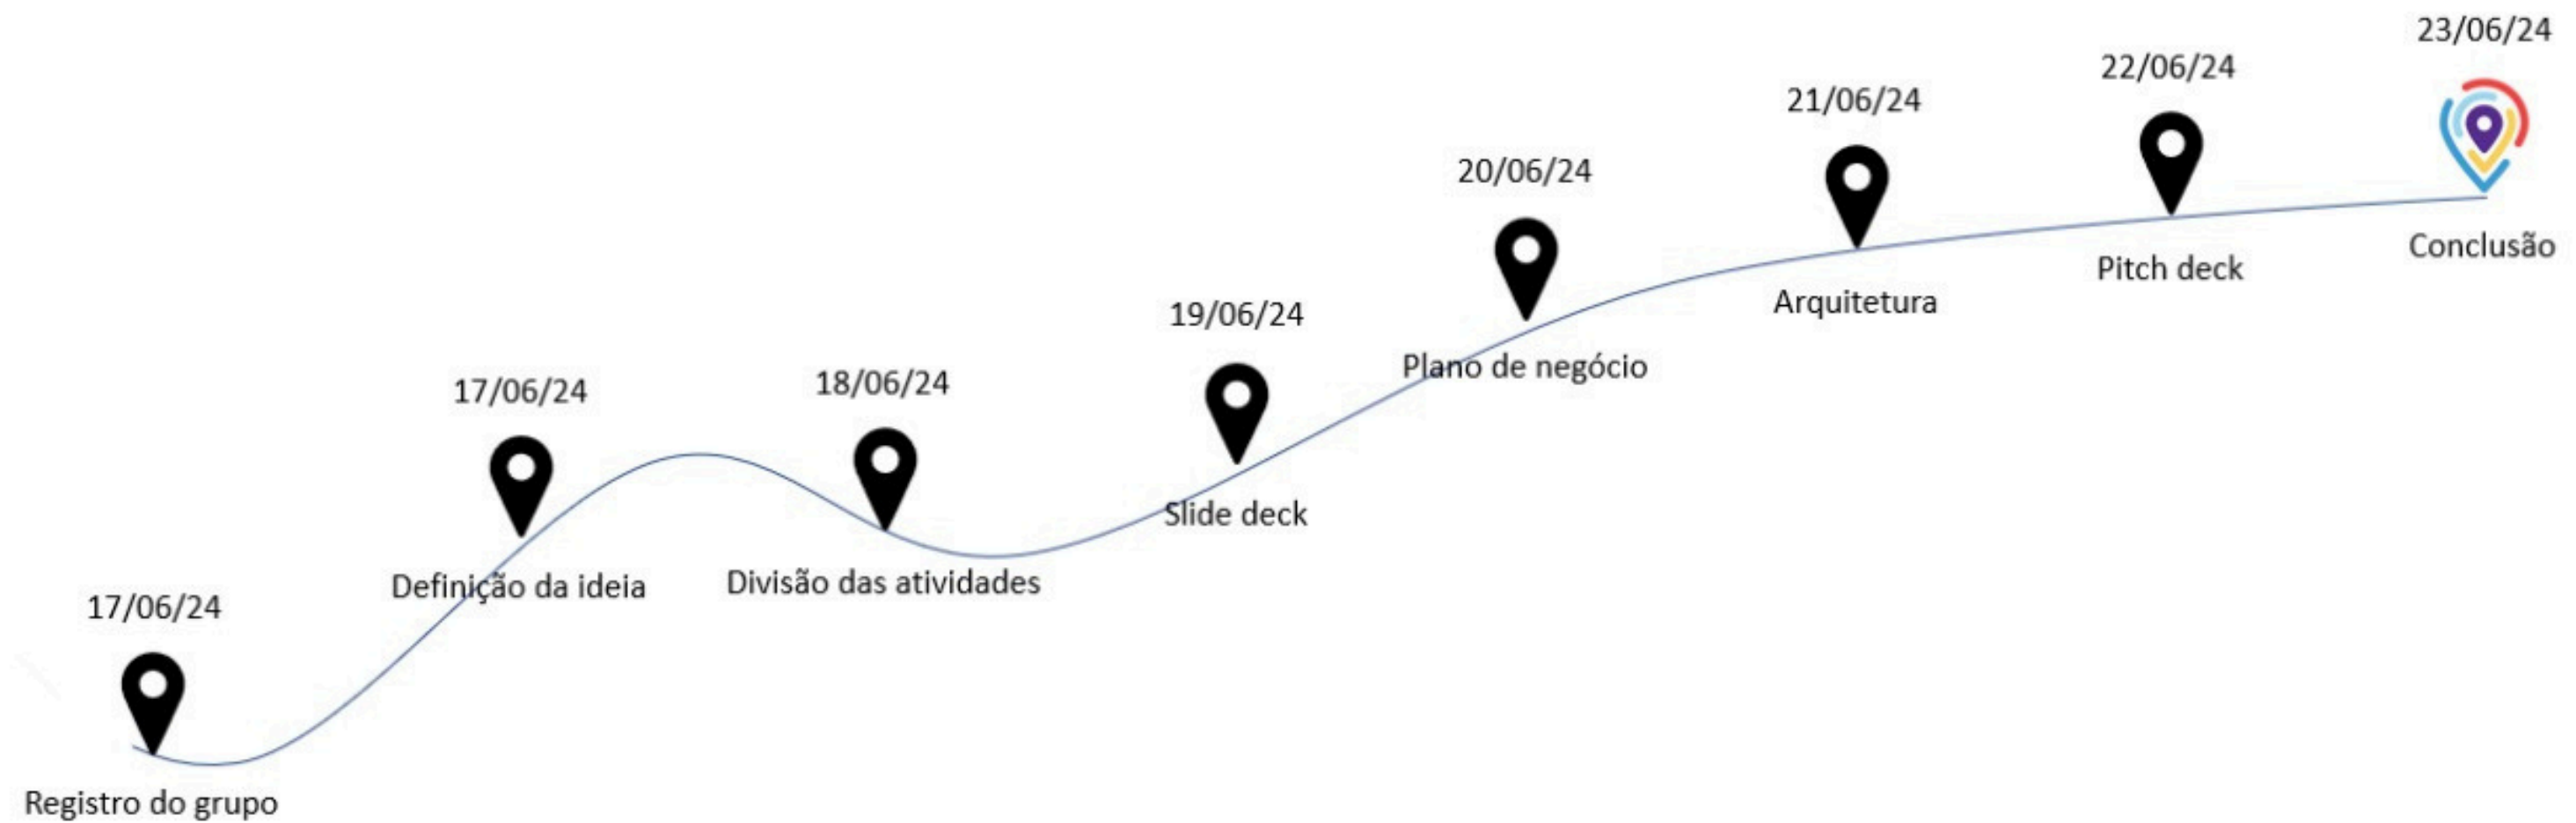 17/06/24
Registro do grupo
17/06/24
Definição da ideia
18/06/24
Divisão das atividades
19/06/24
Slide deck
20/06/24
Plano de negócio
21/06/24
Arquitetura
22/06/24
Pitch deck
23/06/24
Conclusão